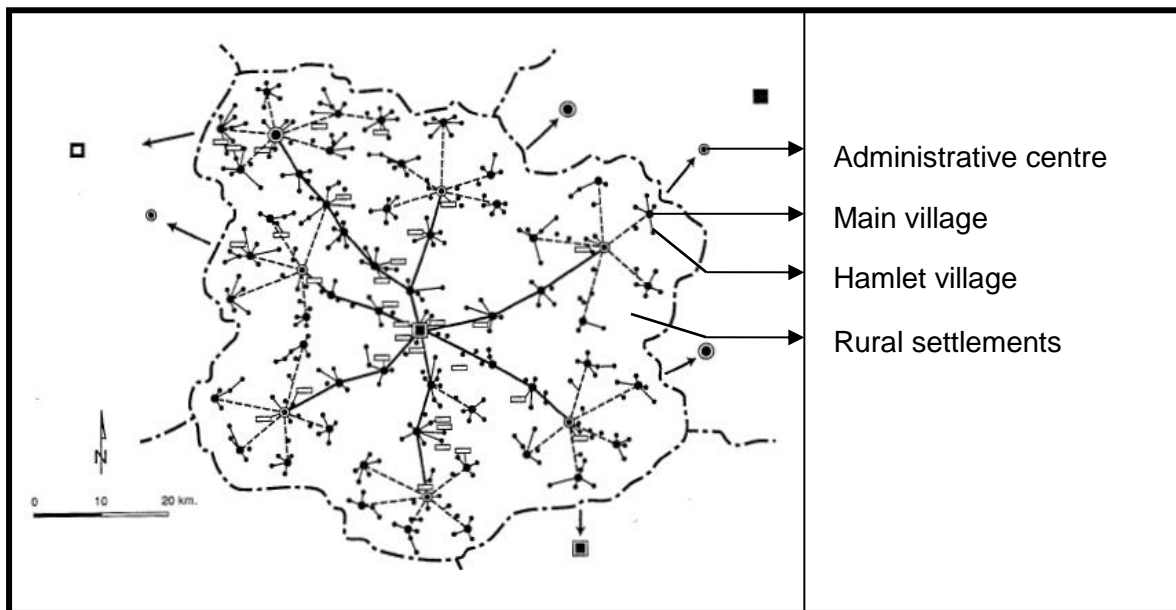 Administrative centre
Main village
Hamlet village
Rural settlements
N
0 10 20 km.